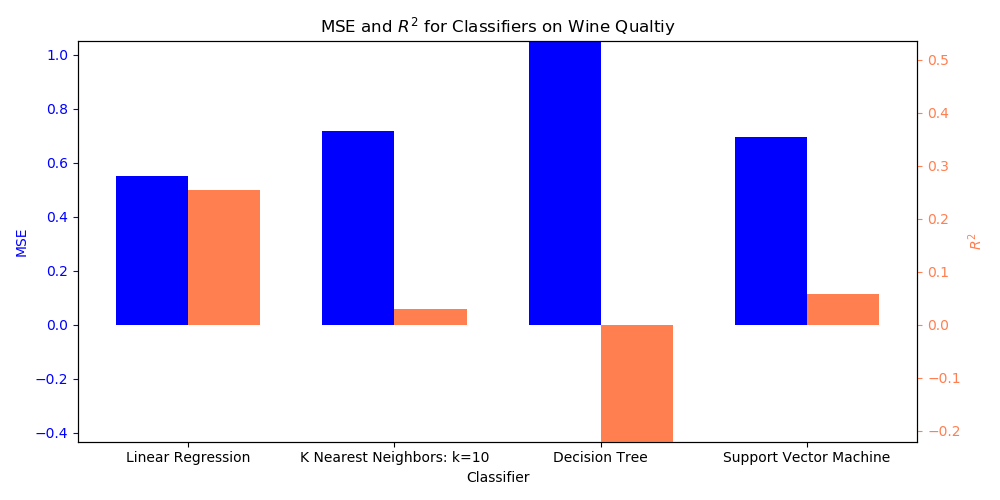 MSE and R² for Classifiers on Wine Qualtiy
1.0
0.8
0.6
0.4
0.2
0.0
−0.2
−0.4
MSE
0.5
0.4
0.3
0.2
0.1
0.0
−0.1
−0.2
R²
Linear Regression
K Nearest Neighbors: k=10
Decision Tree
Support Vector Machine
Classifier